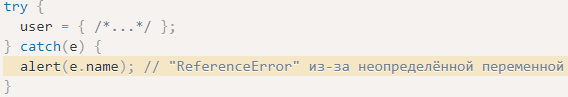 try {
  user = { /*...*/ };
} catch(e) {
  alert(e.name); // "ReferenceError" из-за неопределённой переменной
}